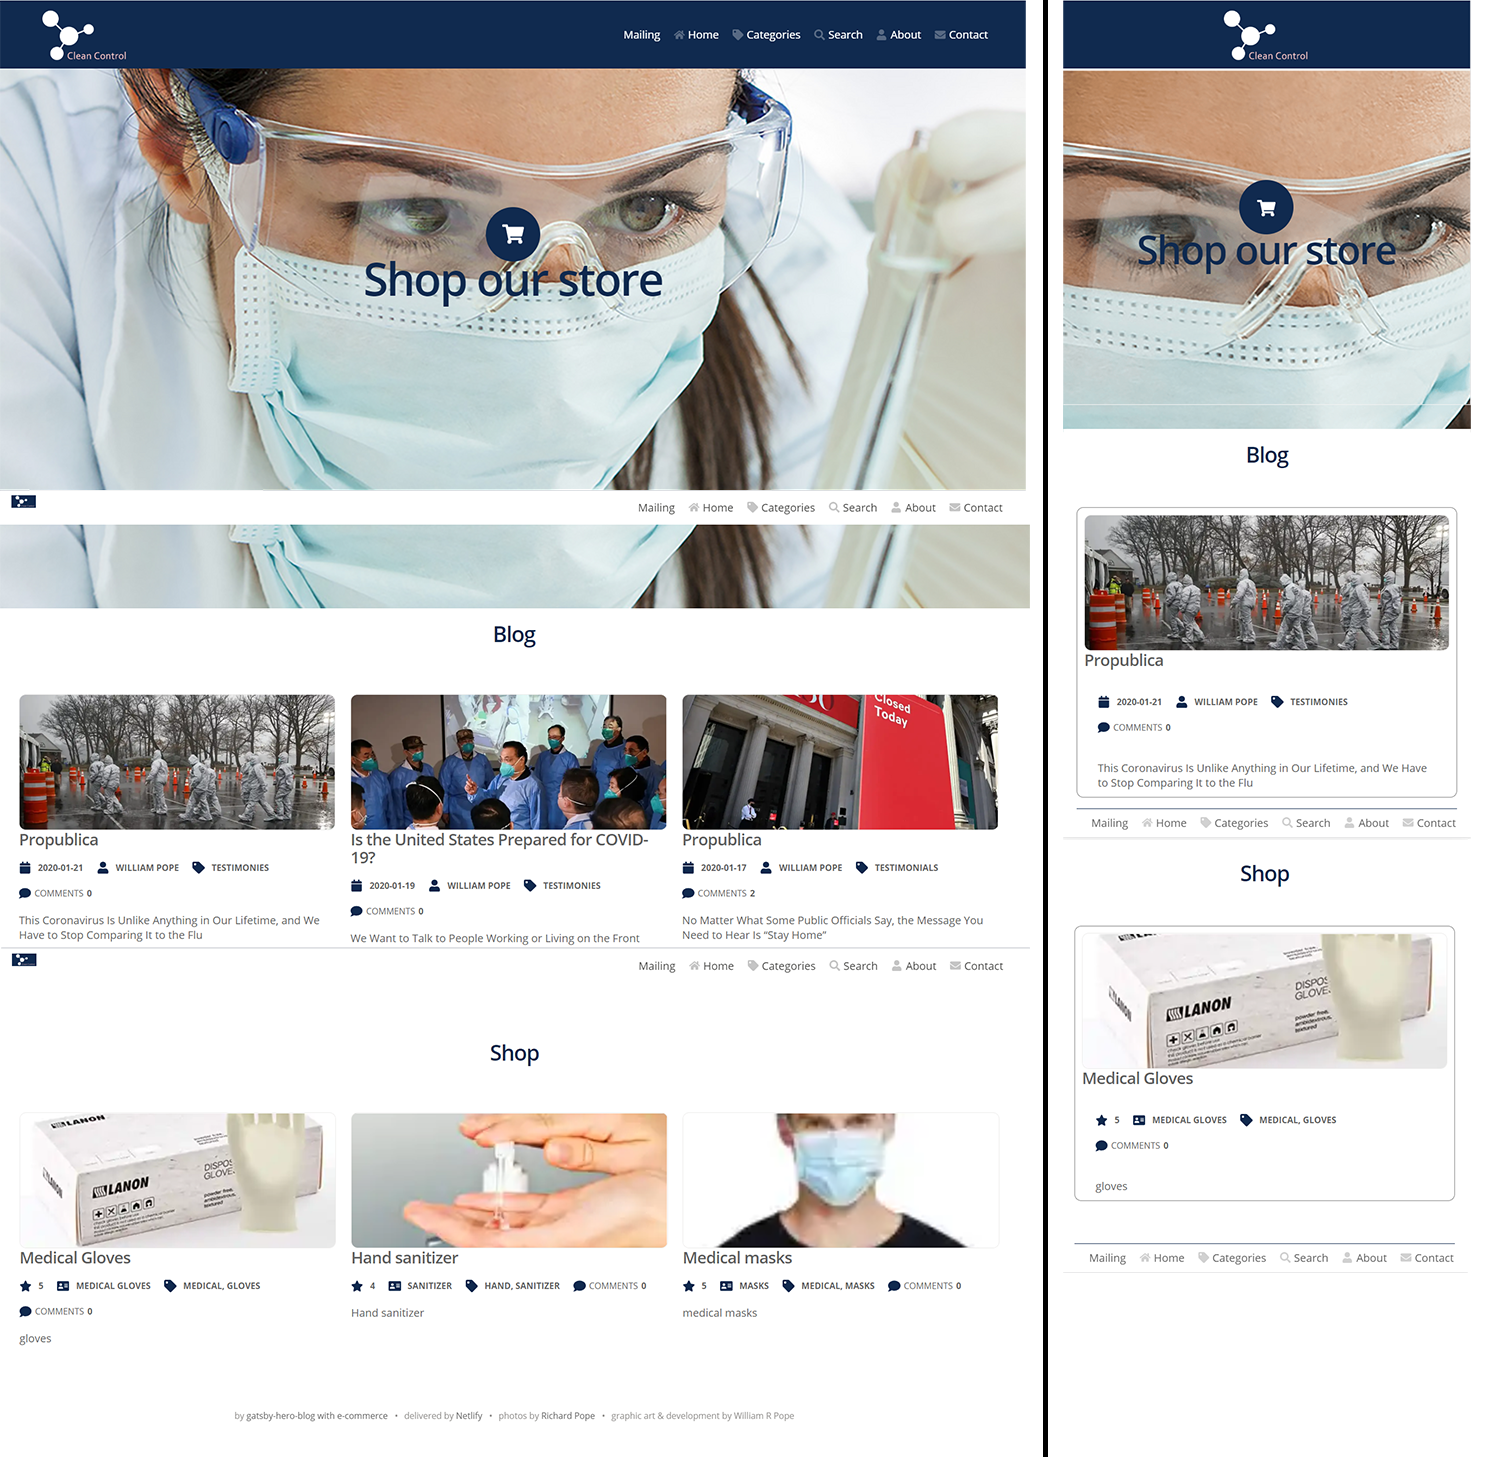 Clean Control
Mailing Home Categories Search About Contact
Shop our store
Mailing Home Categories Search About Contact
Blog
Closed
Today
Propublica
2020-01-21 WILLIAM POPE TESTIMONIES
COMMENTS 0
This Coronavirus Is Unlike Anything in Our Lifetime, and We
Have to Stop Comparing It to the Flu
Is the United States Prepared for COVID-
19?
2020-01-19 WILLIAM POPE TESTIMONIES
COMMENTS 0
We Want to Talk to People Working or Living on the Front
Propublica
2020-01-17 WILLIAM POPE TESTIMONIALS
COMMENTS 2
No Matter What Some Public Officials Say, the Message You
Need to Hear Is “Stay Home”
Mailing Home Categories Search About Contact
Shop
LANON
Medical Gloves
5 MEDICAL GLOVES MEDICAL, GLOVES
COMMENTS 0
gloves
Hand sanitizer
4 SANITIZER HAND, SANITIZER COMMENTS 0
Hand sanitizer
Medical masks
5 MASKS MEDICAL, MASKS COMMENTS 0
medical masks
by gatsby-hero-blog with e-commerce • delivered by Netlify • photos by Richard Pope • graphic art & development by William R Pope
Clean Control
Shop our store
Blog
Propublica
2020-01-21 WILLIAM POPE TESTIMONIES
COMMENTS 0
This Coronavirus Is Unlike Anything in Our Lifetime, and We Have
to Stop Comparing It to the Flu
Mailing Home Categories Search About Contact
Shop
LANON
powder free,
ambidextrous,
textured
Medical Gloves
5 MEDICAL GLOVES MEDICAL, GLOVES
COMMENTS 0
gloves
Mailing Home Categories Search About Contact